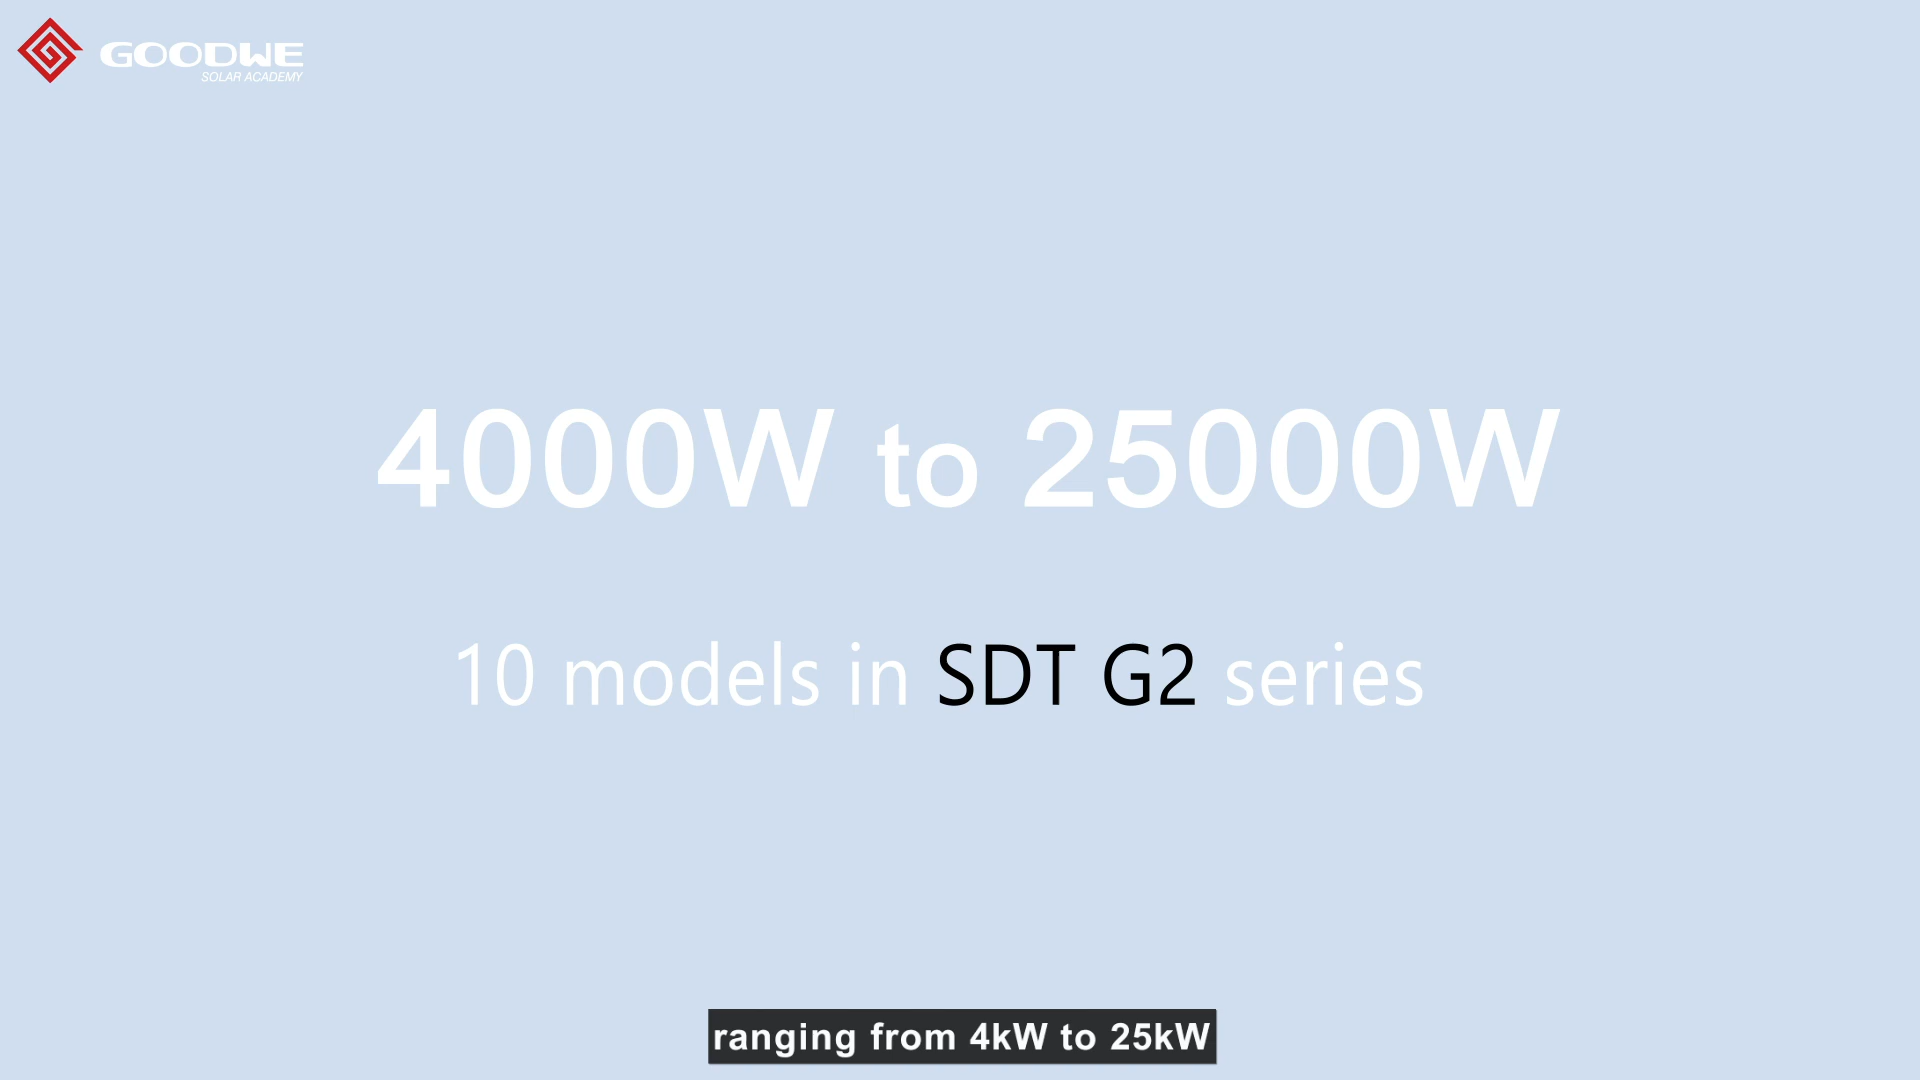 GOODWE
SOLAR ACADEMY
4000W to 25000W
10 models in SDT G2 series
ranging from 4kW to 25kW